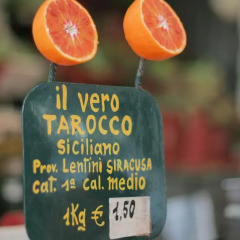 il vero
TAROCCO
Siciliano
Prov. Lentini SIRACUSA
cat. 1ª cal. medio
1Kg € 1,50